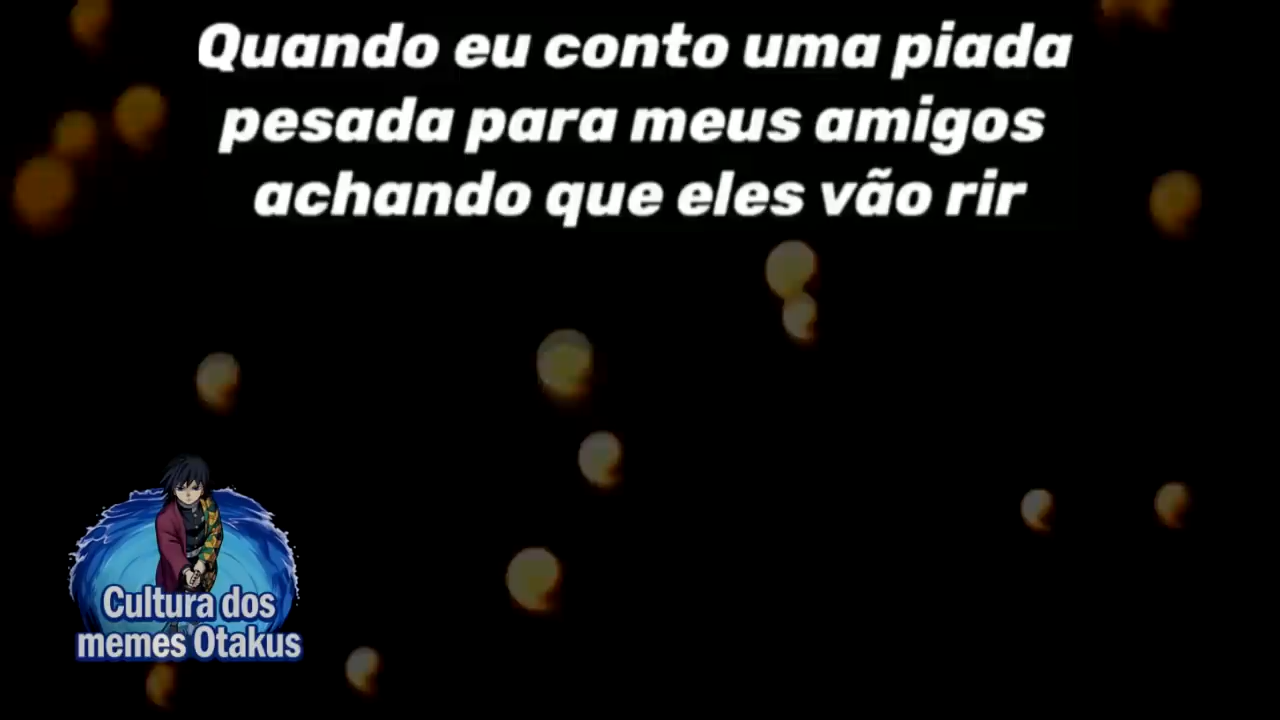 Quando eu conto uma piada
pesada para meus amigos
achando que eles vão rir
Cultura dos
memes Otakus